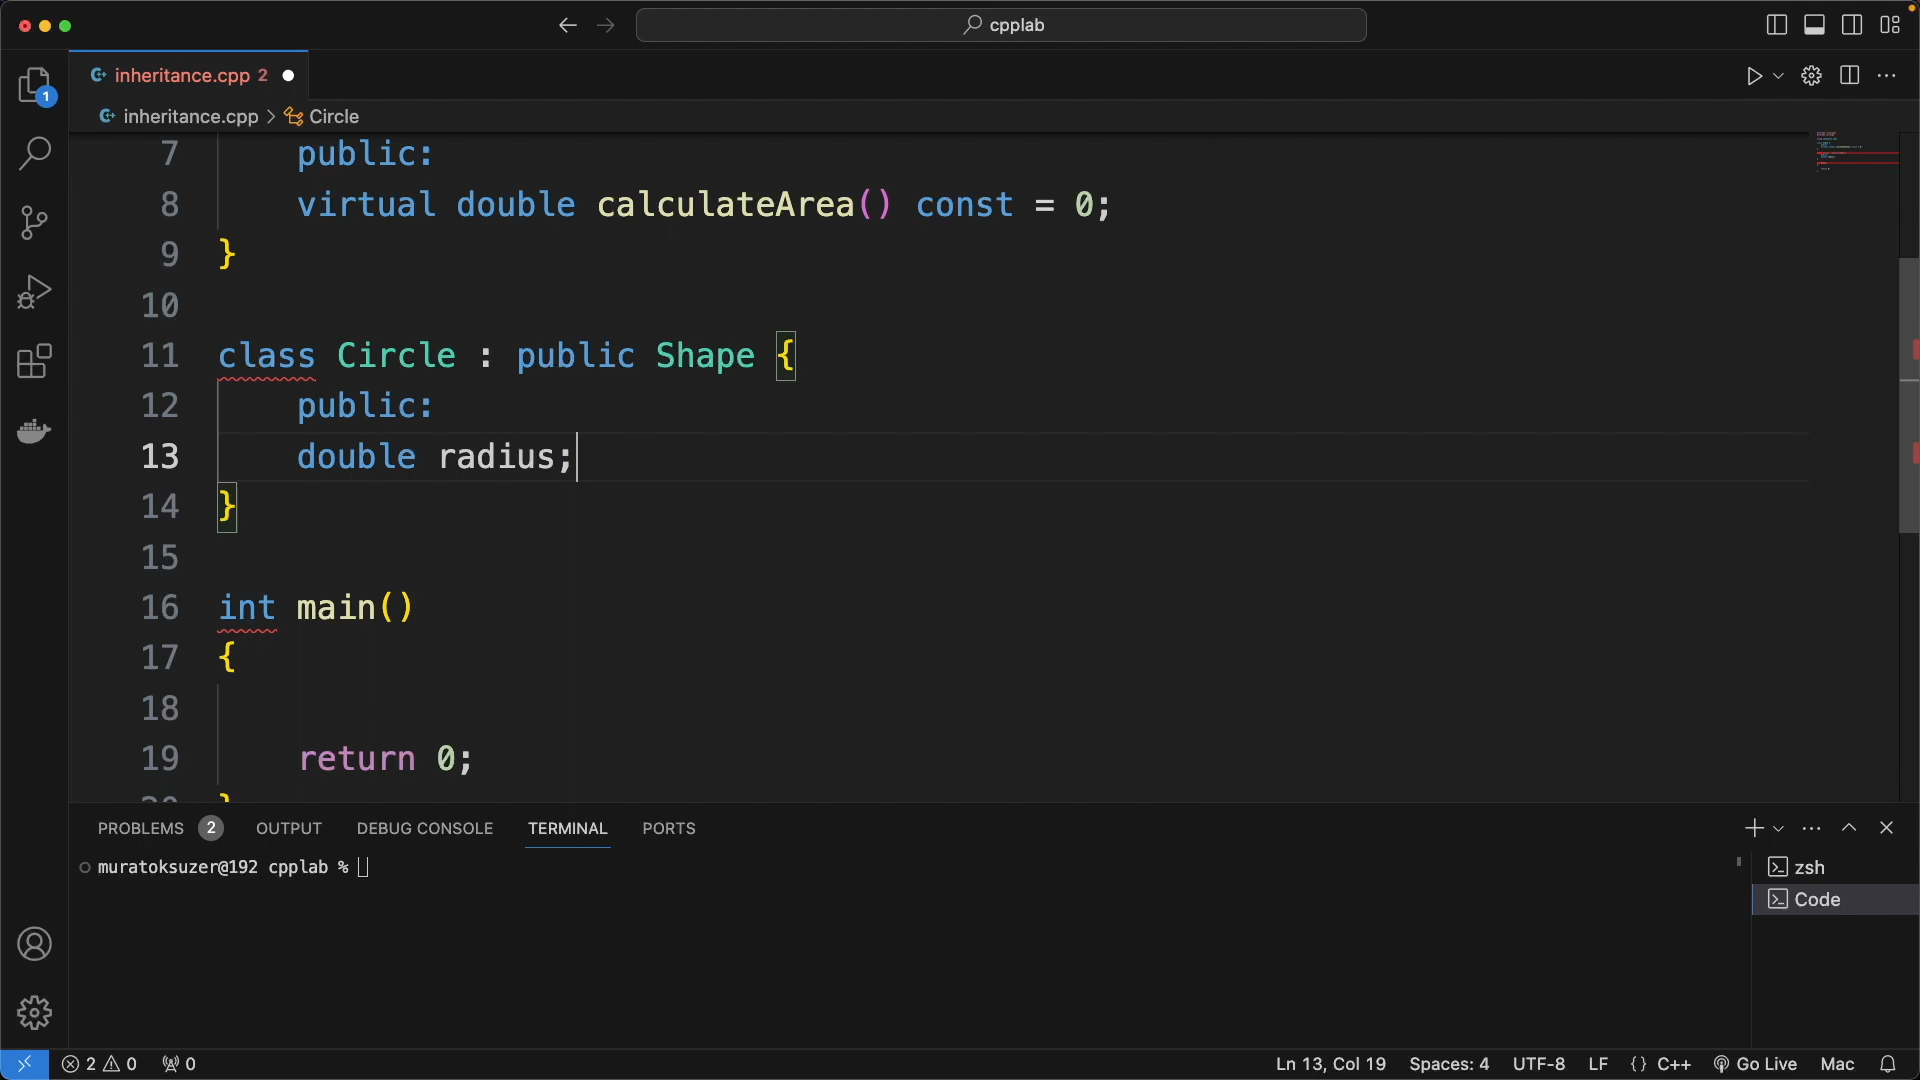 cpplab
inheritance.cpp 2
inheritance.cpp > Circle
1
7 public:
8 virtual double calculateArea() const = 0;
9 }
10
11 class Circle : public Shape {
12 public:
13 double radius;
14 }
15
16 int main()
17 {
18
19 return 0;
20 }
PROBLEMS 2 OUTPUT DEBUG CONSOLE TERMINAL PORTS
muratoksuzer@192 cpplab %
zsh
Code
2 0 0 Ln 13, Col 19 Spaces: 4 UTF-8 LF {} C++ Go Live Mac